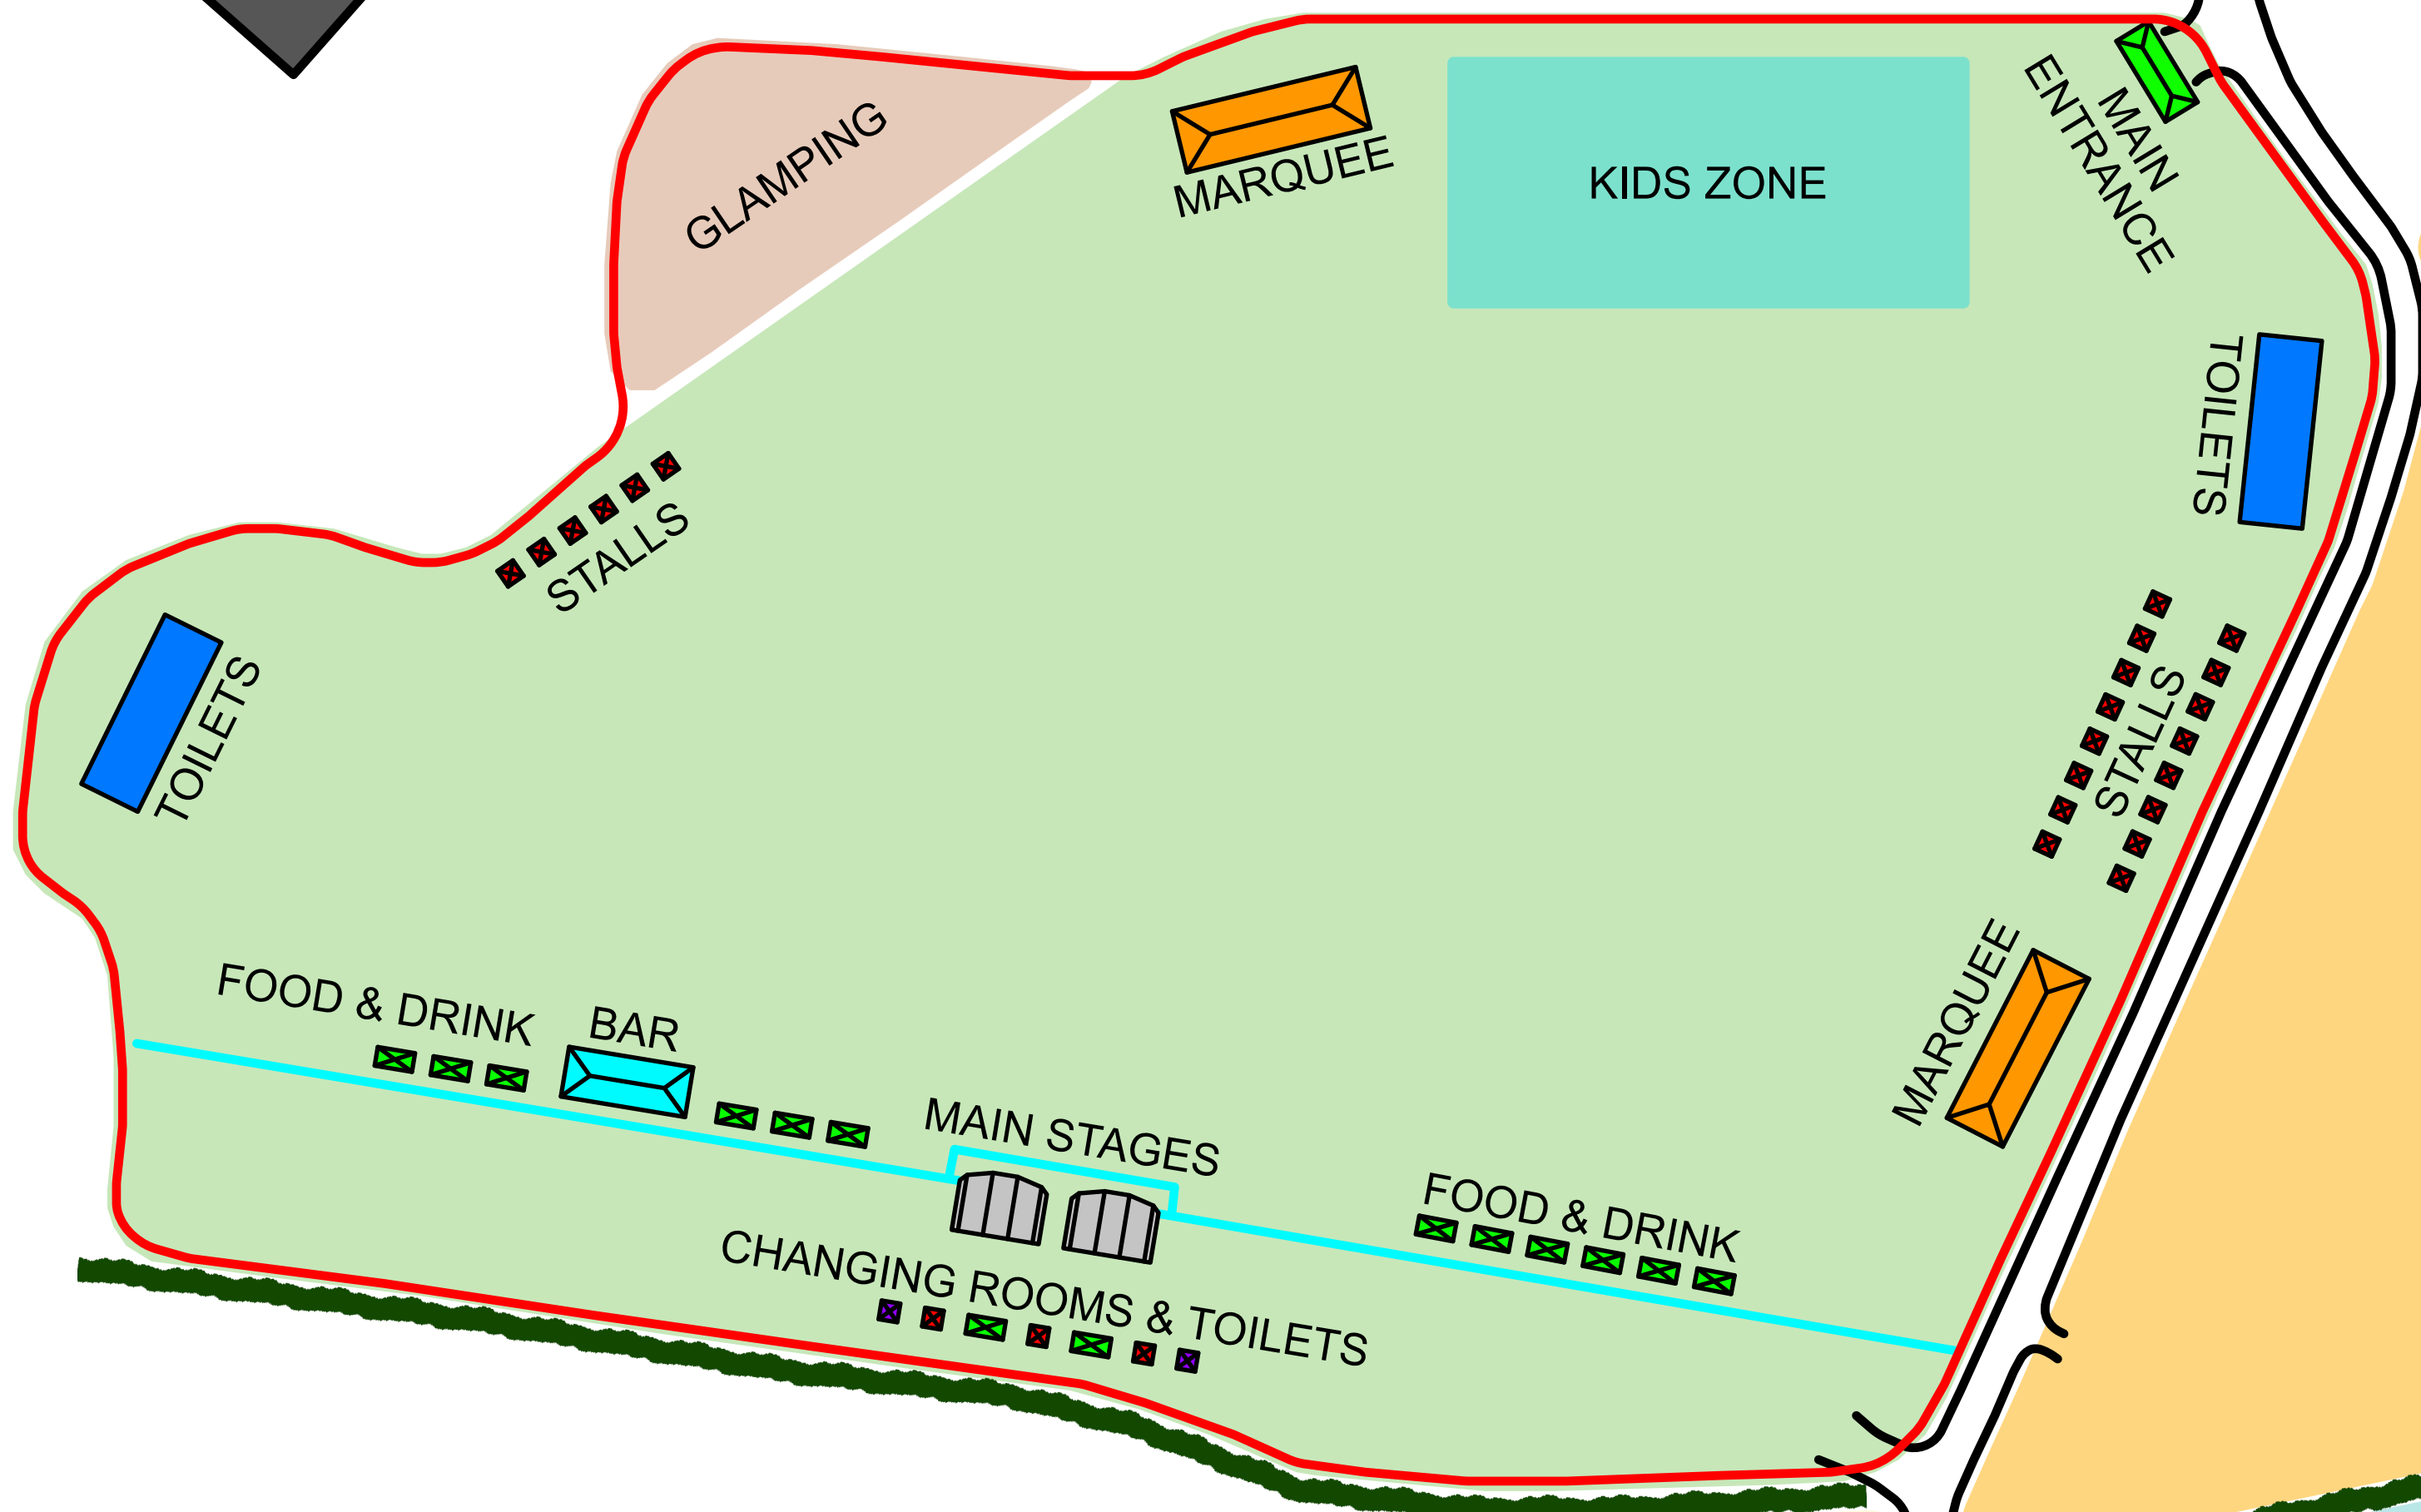 GLAMPING
MARQUEE
KIDS ZONE
MAIN
ENTRANCE
TOILETS
STALLS
TOILETS
STALLS
MARQUEE
FOOD & DRINK
BAR
MAIN STAGES
FOOD & DRINK
CHANGING ROOMS & TOILETS